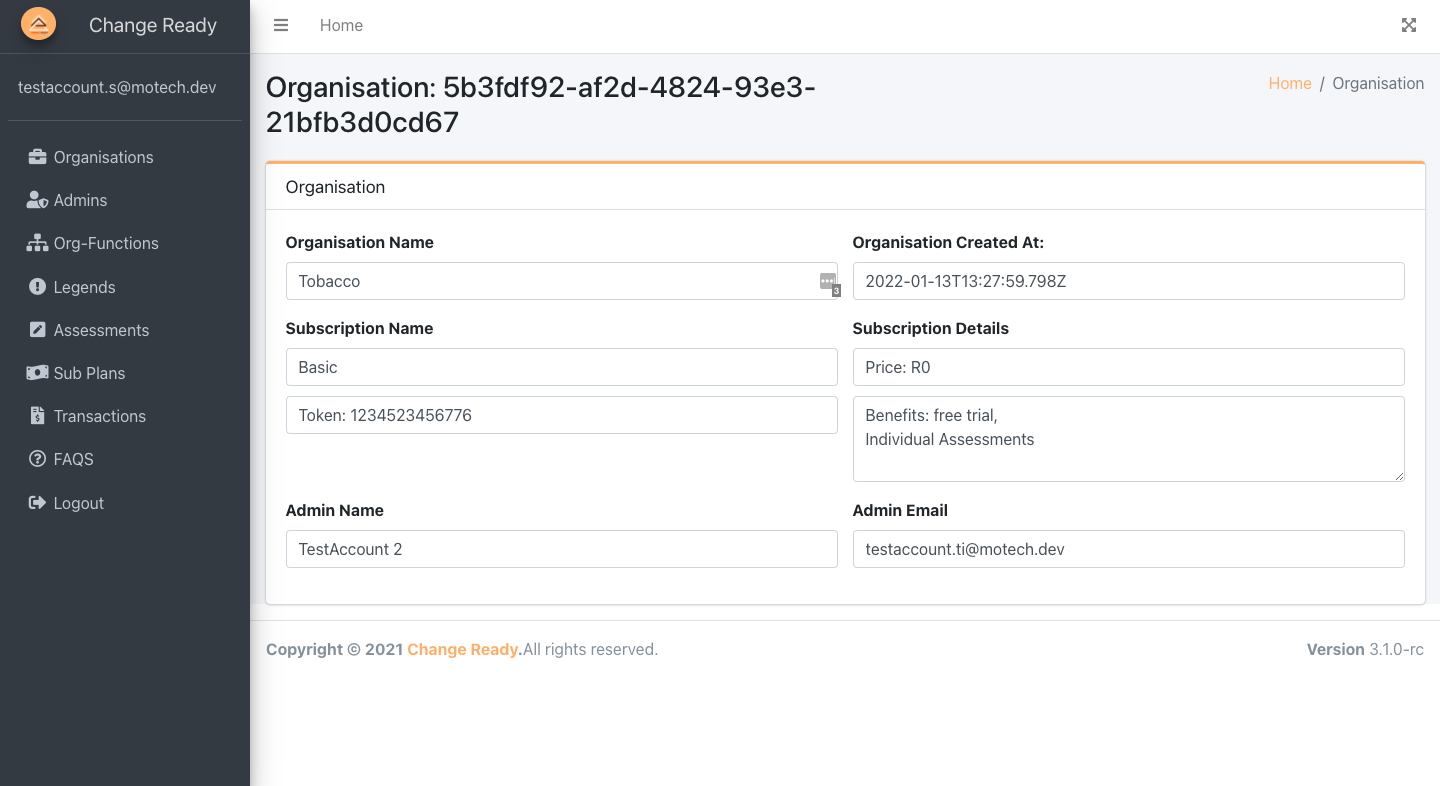 Change Ready
testaccount.s@motech.dev
Organisations
Admins
Org-Functions
Legends
Assessments
Sub Plans
Transactions
FAQS
Logout
Home
Organisation: 5b3fdf92-af2d-4824-93e3-
21bfb3d0cd67
Home / Organisation
Organisation
Organisation Name
Tobacco
3
Organisation Created At:
2022-01-13T13:27:59.798Z
Subscription Name
Basic
Token: 1234523456776
Subscription Details
Price: R0
Benefits: free trial,
Individual Assessments
Admin Name
TestAccount 2
Admin Email
testaccount.ti@motech.dev
Copyright © 2021 Change Ready.All rights reserved.
Version 3.1.0-rc